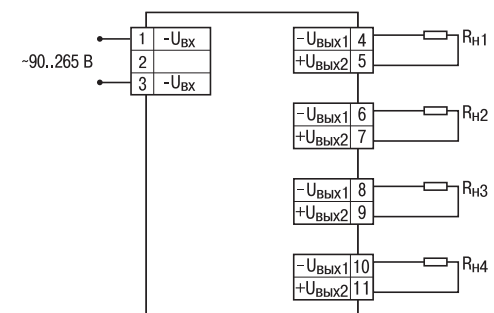 1 -Uвх
2
3 -Uвх
~90..265 В
-Uвых1 4
+Uвых2 5
Rн1
-Uвых1 6
+Uвых2 7
Rн2
-Uвых1 8
+Uвых2 9
Rн3
-Uвых1 10
+Uвых2 11
Rн4